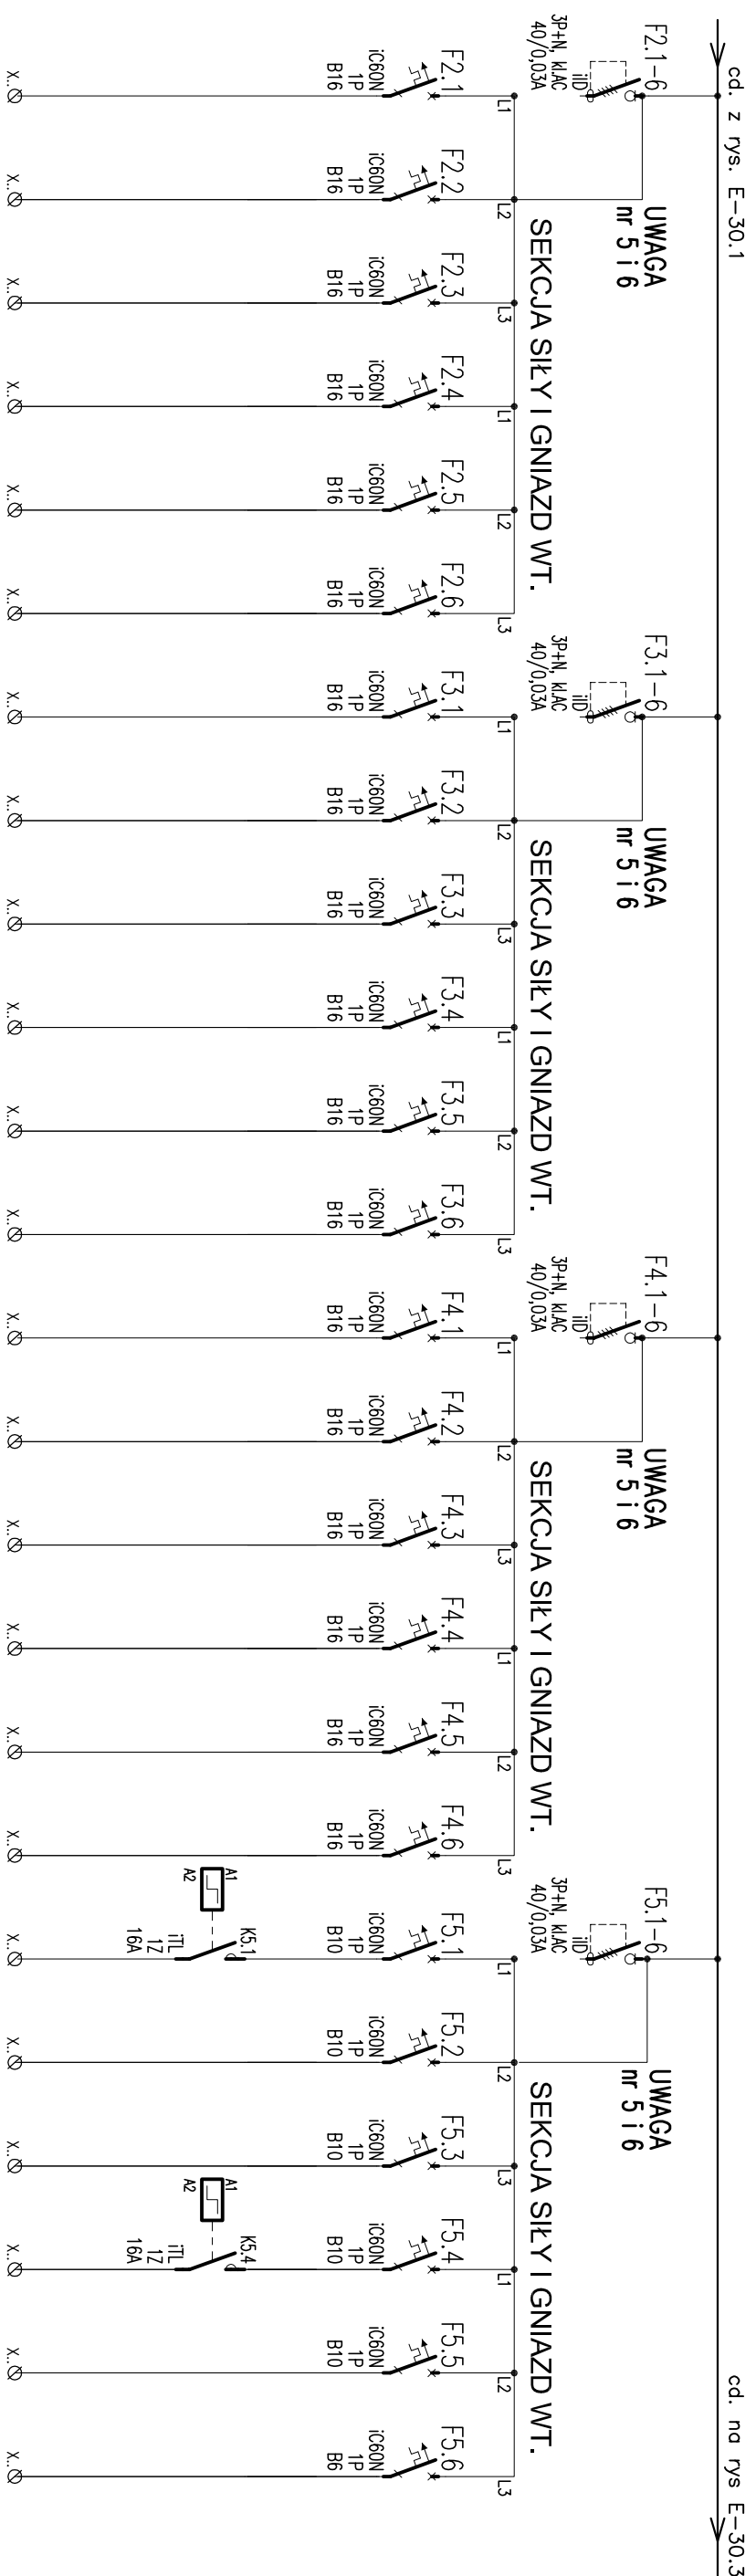 cd. z rys. E-30.1
cd. na rys E-30.3
F2.1-6
iID
3P+N, kl.AC
40/0,03A
UWAGA
nr 5 i 6
SEKCJA SIŁY I GNIAZD WT.
L1
F2.1
iC60N
1P
B16
X..
L2
F2.2
iC60N
1P
B16
X..
L3
F2.3
iC60N
1P
B16
X..
L1
F2.4
iC60N
1P
B16
X..
L2
F2.5
iC60N
1P
B16
X..
L3
F2.6
iC60N
1P
B16
X..
F3.1-6
iID
3P+N, kl.AC
40/0,03A
UWAGA
nr 5 i 6
SEKCJA SIŁY I GNIAZD WT.
L1
F3.1
iC60N
1P
B16
X..
L2
F3.2
iC60N
1P
B16
X..
L3
F3.3
iC60N
1P
B16
X..
L1
F3.4
iC60N
1P
B16
X..
L2
F3.5
iC60N
1P
B16
X..
L3
F3.6
iC60N
1P
B16
X..
F4.1-6
iID
3P+N, kl.AC
40/0,03A
UWAGA
nr 5 i 6
SEKCJA SIŁY I GNIAZD WT.
L1
F4.1
iC60N
1P
B16
X..
L2
F4.2
iC60N
1P
B16
X..
L3
F4.3
iC60N
1P
B16
X..
L1
F4.4
iC60N
1P
B16
X..
L2
F4.5
iC60N
1P
B16
X..
L3
F4.6
iC60N
1P
B16
X..
F5.1-6
iID
3P+N, kl.AC
40/0,03A
UWAGA
nr 5 i 6
SEKCJA SIŁY I GNIAZD WT.
L1
F5.1
iC60N
1P
B10
K5.1
A1
A2
iTL
1Z
16A
X..
L2
F5.2
iC60N
1P
B10
X..
L3
F5.3
iC60N
1P
B10
X..
L1
F5.4
iC60N
1P
B10
K5.4
A1
A2
iTL
1Z
16A
X..
L2
F5.5
iC60N
1P
B10
X..
L3
F5.6
iC60N
1P
B6
X..